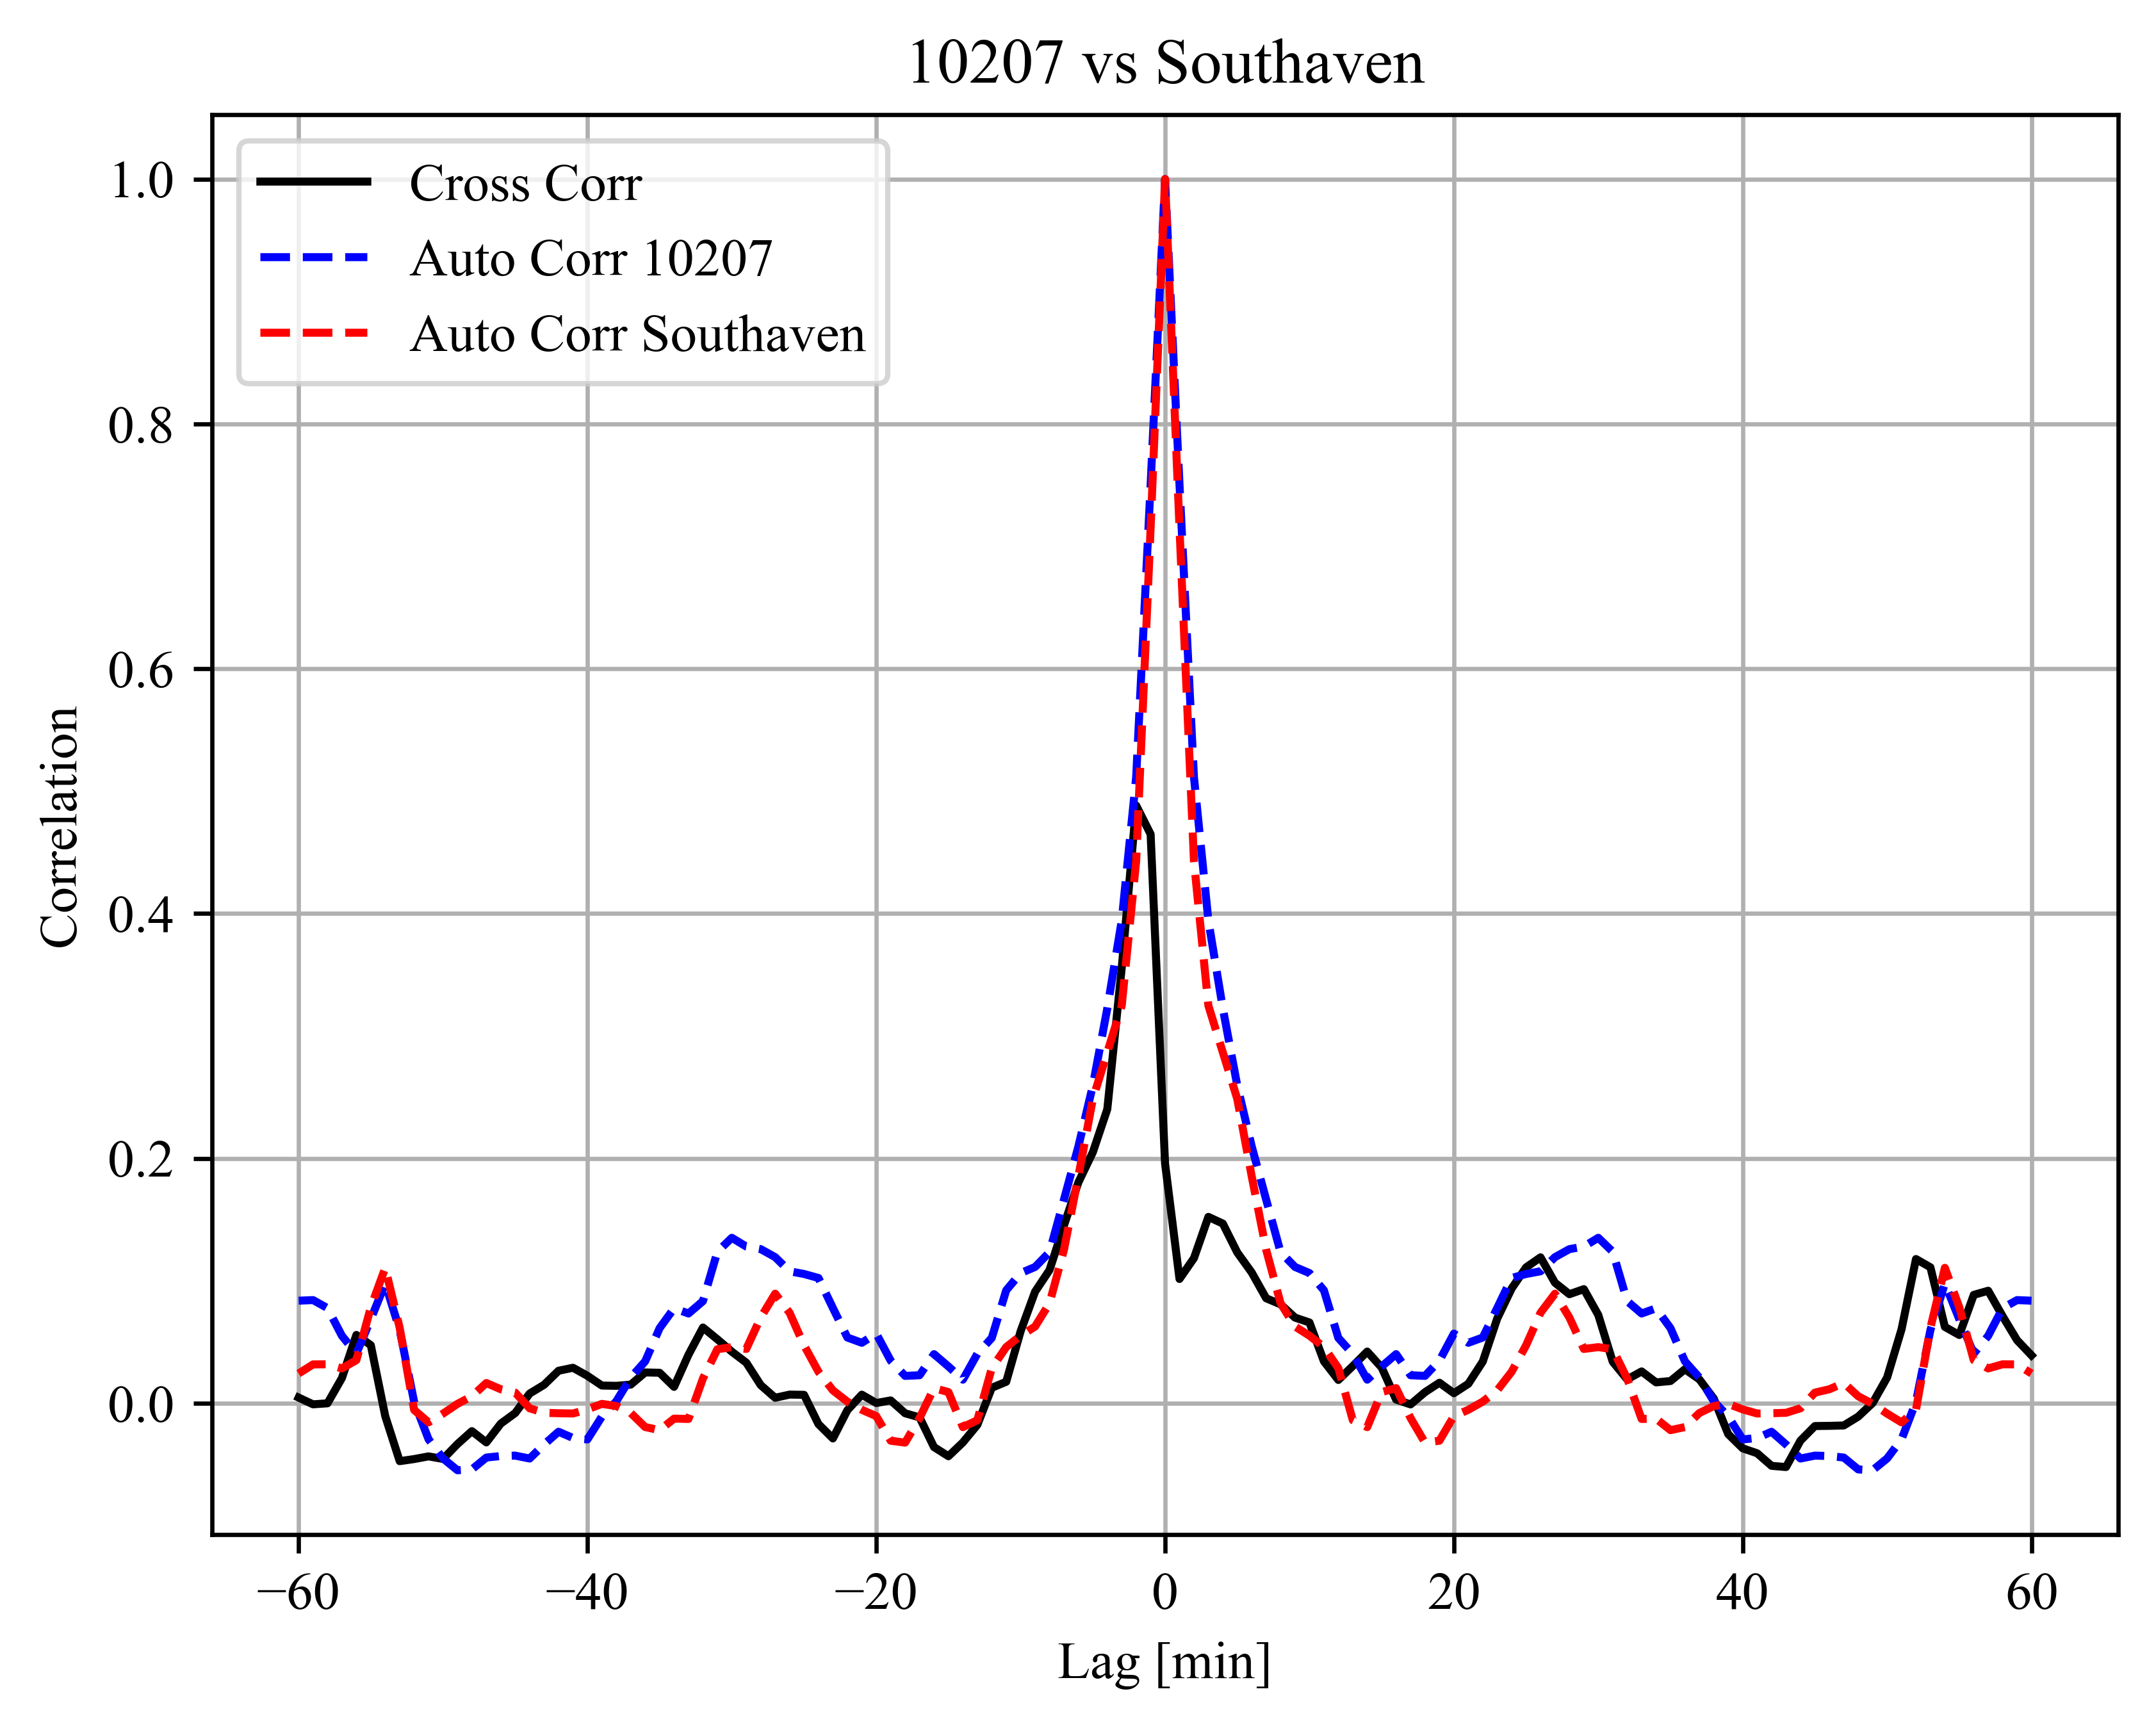 10207 vs Southaven
Cross Corr
Auto Corr 10207
Auto Corr Southaven
1.0
0.8
0.6
0.4
0.2
0.0
Correlation
−60 −40 −20 0 20 40 60
Lag [min]